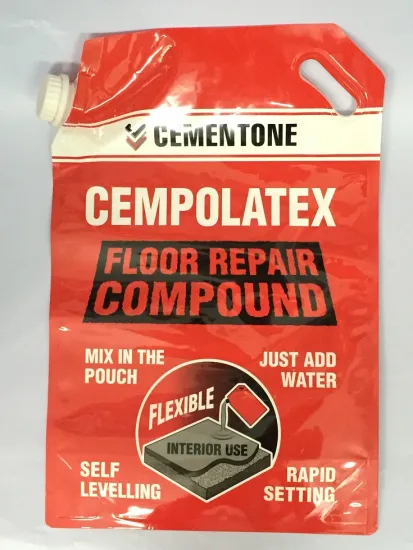 CEMENTONE
CEMPOLATEX
FLOOR REPAIR
COMPOUND
MIX IN THE
POUCH
JUST ADD
WATER
FLEXIBLE
INTERIOR USE
SELF
LEVELLING
RAPID
SETTING